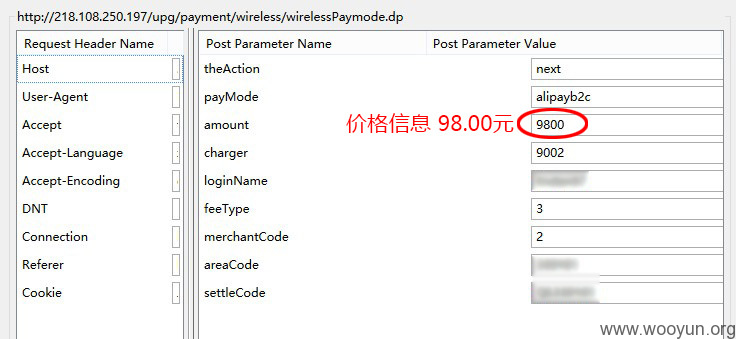 http://218.108.250.197/upg/payment/wireless/wirelessPaymode.dp
Request Header Name
Post Parameter Name Post Parameter Value
Host
theAction next
User-Agent
payMode alipayb2c
Accept
amount 价格信息 98.00元 9800
Accept-Language
charger 9002
Accept-Encoding
loginName
DNT
feeType 3
Connection
merchantCode 2
Referer
areaCode
Cookie
settleCode
www.wooyun.org